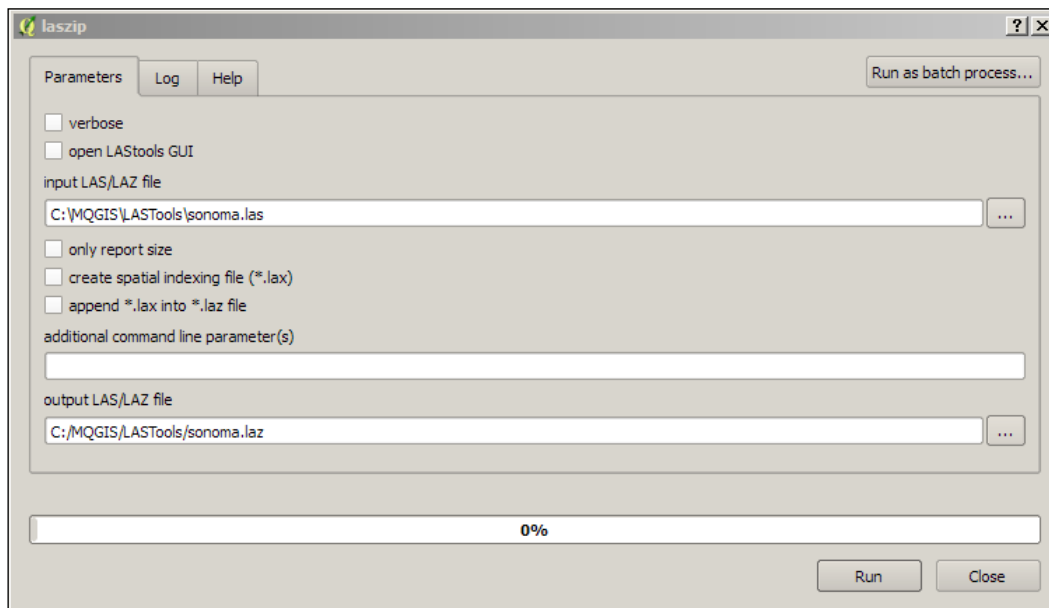 laszip
Parameters Log Help Run as batch process...
verbose
open LAStools GUI
input LAS/LAZ file
C:\MQGIS\LASTools\sonoma.las ...
only report size
create spatial indexing file (*.lax)
append *.lax into *.laz file
additional command line parameter(s)
output LAS/LAZ file
C:/MQGIS/LASTools/sonoma.laz ...
0%
Run Close